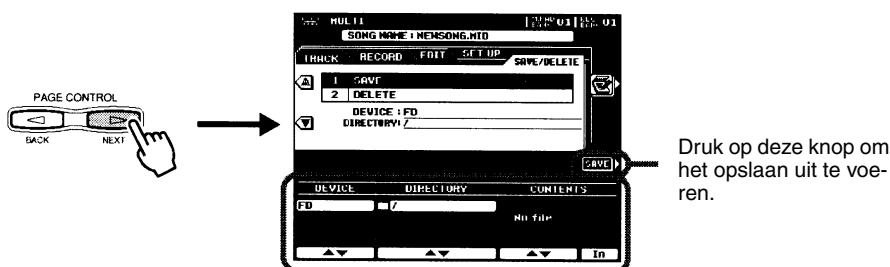 MULTI
SONG NAME : NEWSONG.MID
TRACK RECORD EDIT SET UP SAVE/DELETE
1 SAVE
2 DELETE
DEVICE : FD
DIRECTORY: /
PAGE CONTROL
BACK NEXT
SAVE
Druk op deze knop om
het opslaan uit te voe-
ren.
DEVICE DIRECTORY CONTENTS
FD /
No file
In